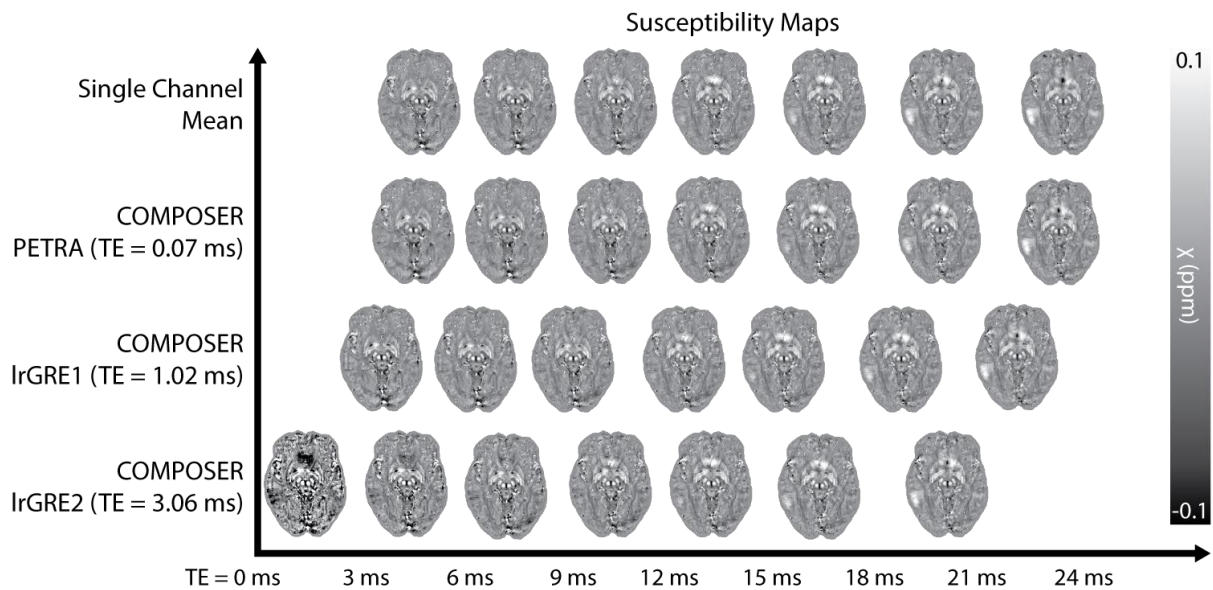 Susceptibility Maps
Single Channel
Mean
COMPOSER
PETRA (TE = 0.07 ms)
COMPOSER
lrGRE1 (TE = 1.02 ms)
COMPOSER
lrGRE2 (TE = 3.06 ms)
0.1
X (ppm)
-0.1
TE = 0 ms 3 ms 6 ms 9 ms 12 ms 15 ms 18 ms 21 ms 24 ms